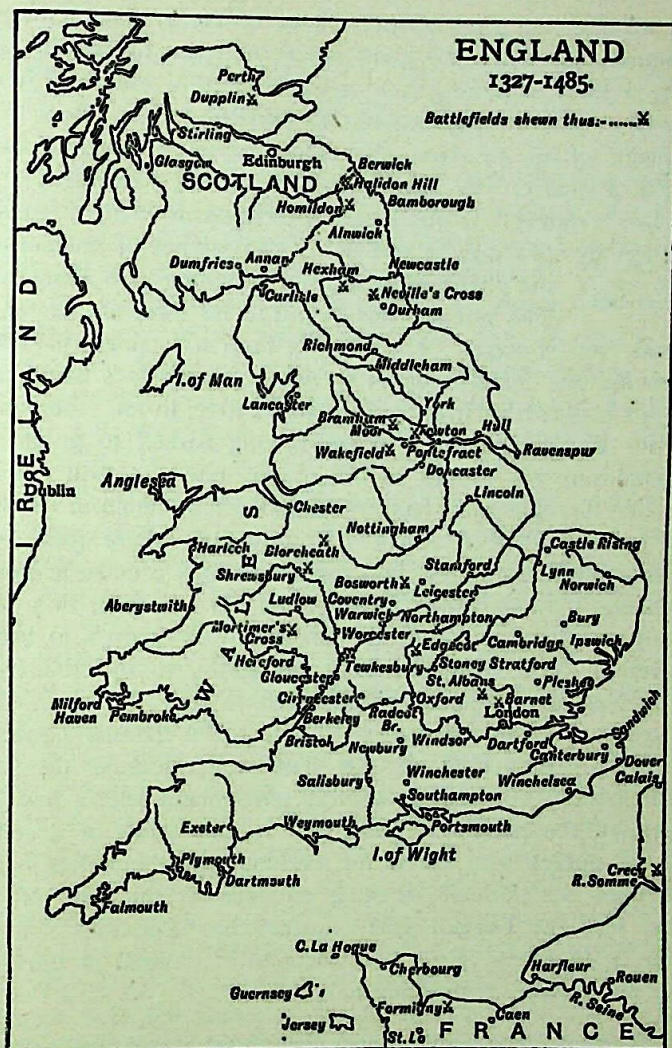 ENGLAND
1327-1485.
Battlefields shewn thus:-
Perth
Dupplin
Stirling
Glasgow
Edinburgh
SCOTLAND
Berwick
Halidon Hill
Homildon
Bamborough
Alnwick
Dumfries
Annan
Hexham
Newcastle
Carlisle
Neville's Cross
Durham
Richmond
Middleham
I. of Man
Lancaster
York
Bramham
Moor
Towton
Hull
Wakefield
Pontefract
Ravenspur
Doncaster
IRELAND
Dublin
Anglesea
Chester
Lincoln
Nottingham
Harlech
Bloreheath
Castle Rising
Shrewsbury
Stamford
Lynn
Norwich
Bosworth
Leicester
Aberystwith
Ludlow
Coventry
Warwick
Northampton
Bury
Mortimer's
Cross
Worcester
Edgecot
Cambridge
Ipswich
WALES
Hereford
Tewkesbury
Stoney Stratford
Gloucester
St. Albans
Pleshet
Milford
Haven
Pembroke
Cirencester
Oxford
Barnet
London
Berkeley
Radcot
Br.
Sandwich
Bristol
Newbury
Windsor
Dartford
Canterbury
Dover
Calais
Salisbury
Winchester
Winchelsea
Southampton
Exeter
Weymouth
Portsmouth
I. of Wight
Plymouth
Dartmouth
Falmouth
Crecy
R. Somme
C. La Hogue
Cherbourg
Harfleur
Rouen
Guernsey
R. Seine
Formigny
Caen
Jersey
St. Lo
FRANCE